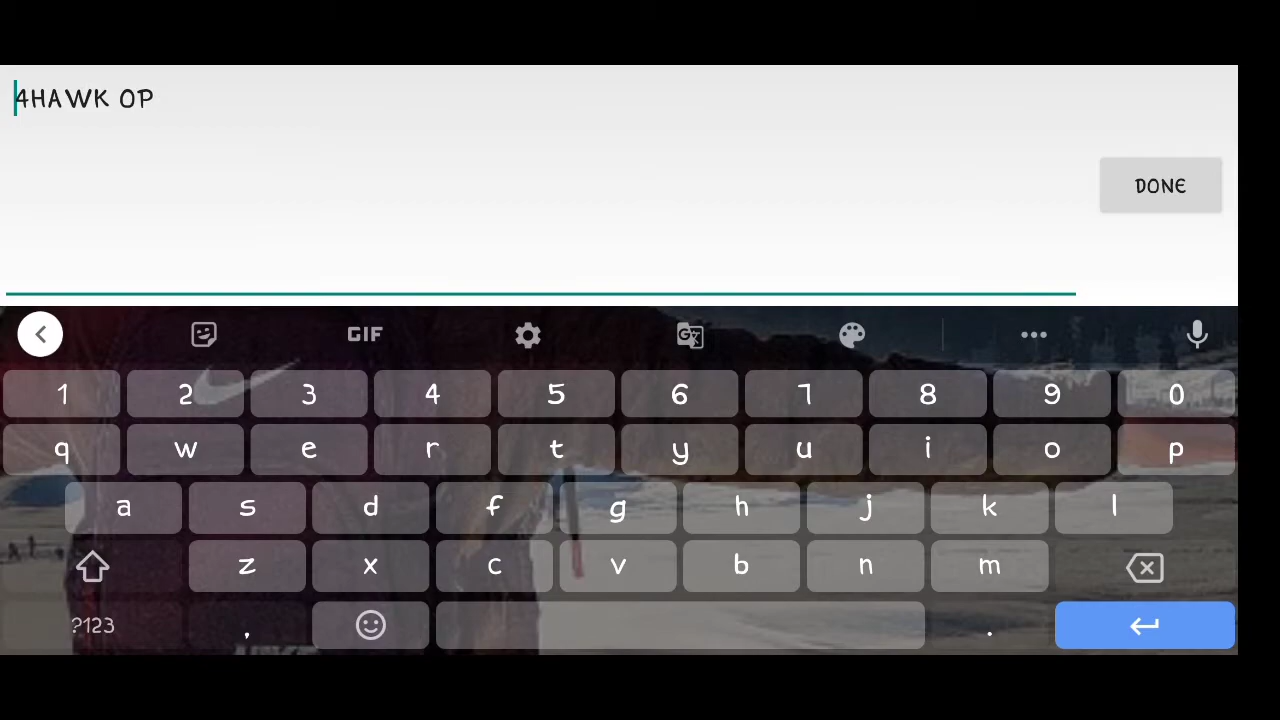 4HAWK OP
DONE
GIF
1 2 3 4 5 6 7 8 9 0
q w e r t y u i o p
a s d f g h j k l
z x c v b n m
?123 , .